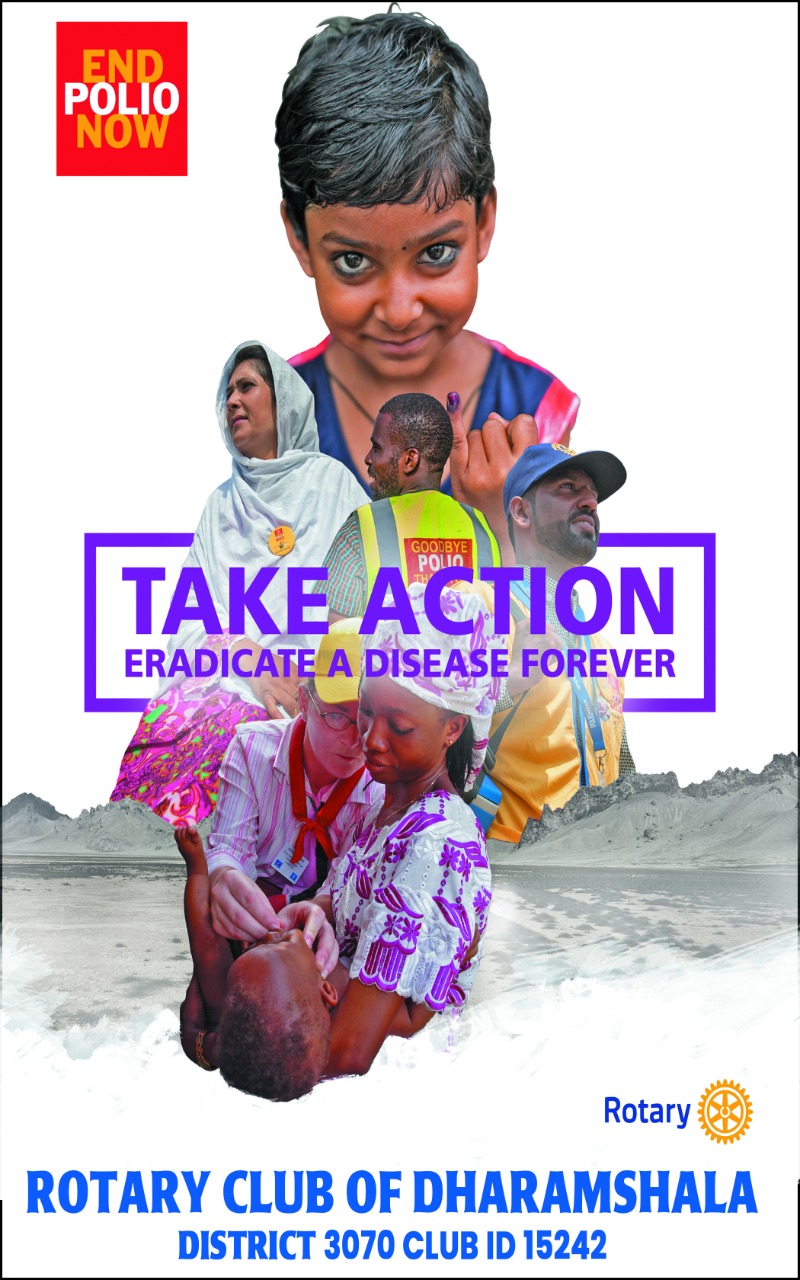 END
POLIO
NOW
GOODBYE
POLIO
TAKE ACTION
ERADICATE A DISEASE FOREVER
Rotary
ROTARY CLUB OF DHARAMSHALA
DISTRICT 3070 CLUB ID 15242